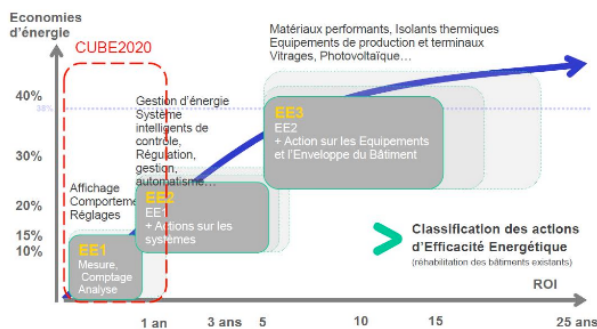 Economies
d'énergie
CUBE2020
Matériaux performants, Isolants thermiques
Equipements de production et terminaux
Vitrages, Photovoltaïque…
40%
38%
30%
20%
15%
10%
Gestion d'énergie
Système
intelligents de
contrôle,
Régulation,
gestion,
automatisme…
Affichage
Comporteme
Réglages
EE3
EE2
+ Action sur les Equipements
et l'Enveloppe du Bâtiment
EE2
EE1
+ Actions sur les
systèmes
EE1
Mesure,
Comptage
Analyse
Classification des actions
d'Efficacité Energétique
(réhabilitation des bâtiments existants)
ROI
1 an
3 ans
5
10
15
25 ans